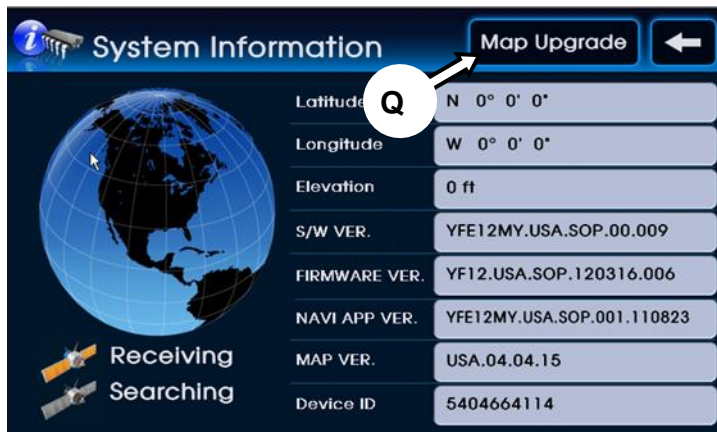 System Information
Map Upgrade
Q
Latitude N 0° 0' 0"
Longitude W 0° 0' 0"
Elevation 0 ft
S/W VER. YFE12MY.USA.SOP.00.009
FIRMWARE VER. YF12.USA.SOP.120316.006
NAVI APP VER. YFE12MY.USA.SOP.001.110823
MAP VER. USA.04.04.15
Device ID 5404664114
Receiving
Searching